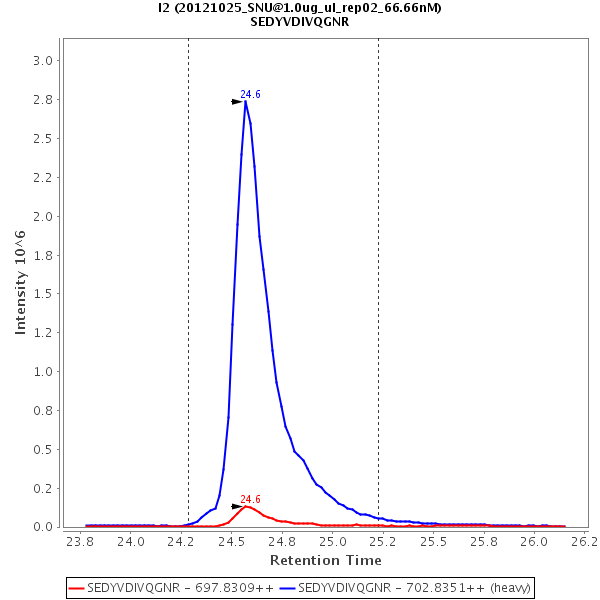 I2 (20121025_SNU@1.0ug_ul_rep02_66.66nM)
SEDYVDIVQGNR
3.0
2.8
2.5
2.2
2.0
1.8
1.5
1.2
1.0
0.8
0.5
0.2
0.0
Intensity 10^6
24.6
24.6
23.8 24.0 24.2 24.5 24.8 25.0 25.2 25.5 25.8 26.0 26.2
Retention Time
SEDYVDIVQGNR - 697.8309++ SEDYVDIVQGNR - 702.8351++ (heavy)